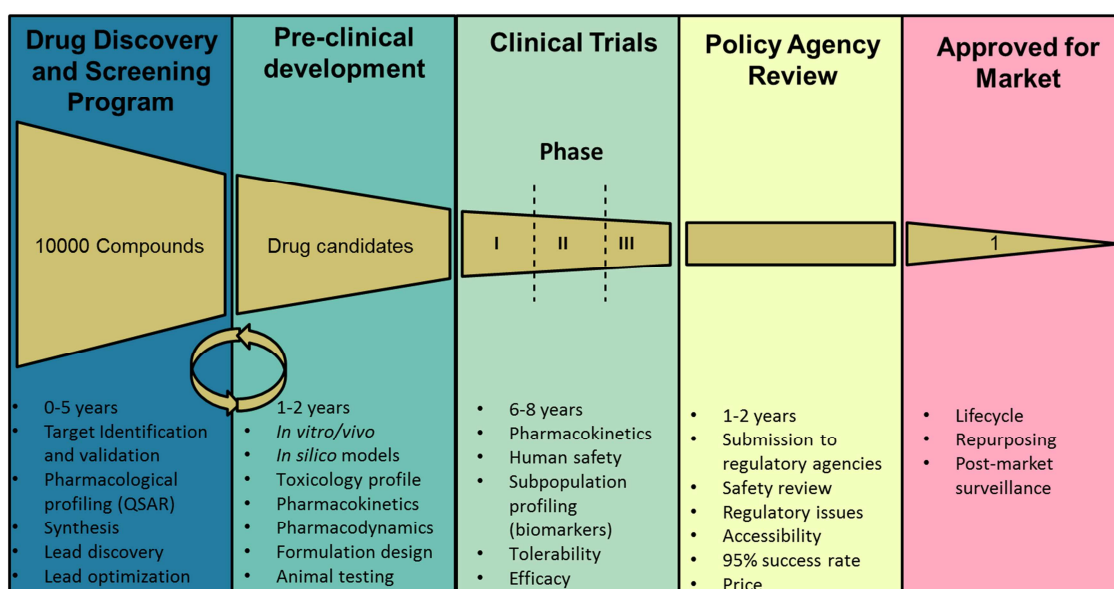 Drug Discovery
and Screening
Program
10000 Compounds
• 0-5 years
• Target Identification
and validation
• Pharmacological
profiling (QSAR)
• Synthesis
• Lead discovery
• Lead optimization
Pre-clinical
development
Drug candidates
• 1-2 years
• In vitro/vivo
• In silico models
• Toxicology profile
• Pharmacokinetics
• Pharmacodynamics
• Formulation design
• Animal testing
Clinical Trials
Phase
I II III
• 6-8 years
• Pharmacokinetics
• Human safety
• Subpopulation
profiling
(biomarkers)
• Tolerability
• Efficacy
Policy Agency
Review
• 1-2 years
• Submission to
regulatory agencies
• Safety review
• Regulatory issues
• Accessibility
• 95% success rate
• Price
Approved for
Market
1
• Lifecycle
• Repurposing
• Post-market
surveillance